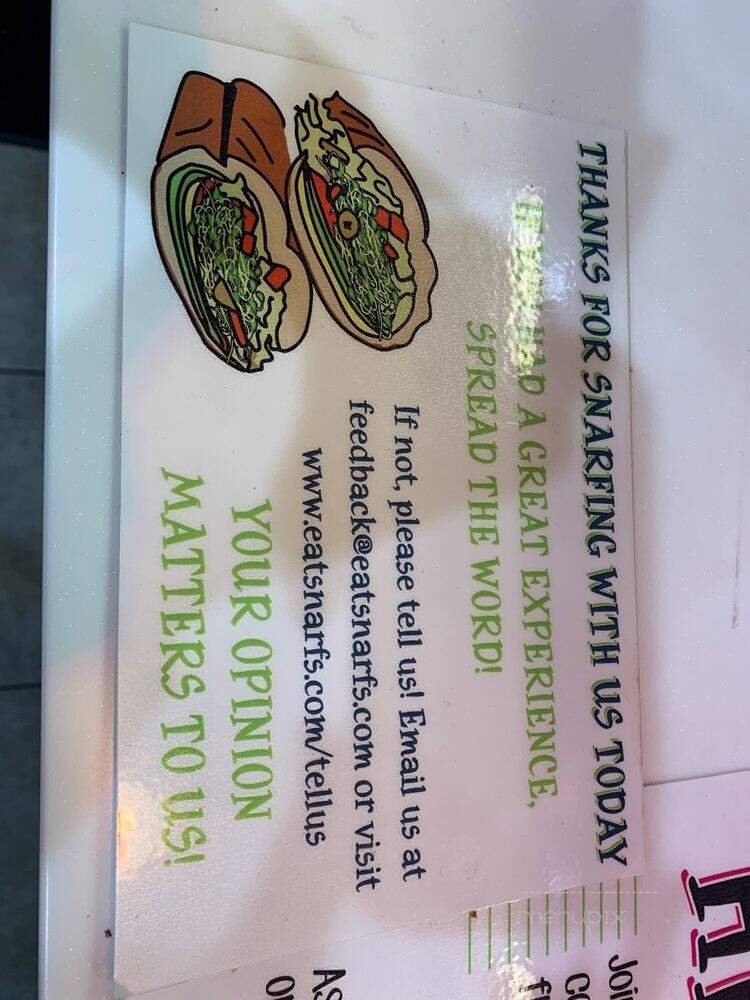 THANKS FOR SNARFING WITH US TODAY
IF YOU HAD A GREAT EXPERIENCE,
SPREAD THE WORD!
If not, please tell us! Email us at
feedback@eatsnarfs.com or visit
www.eatsnarfs.com/tellus
YOUR OPINION
MATTERS TO US!
menupix